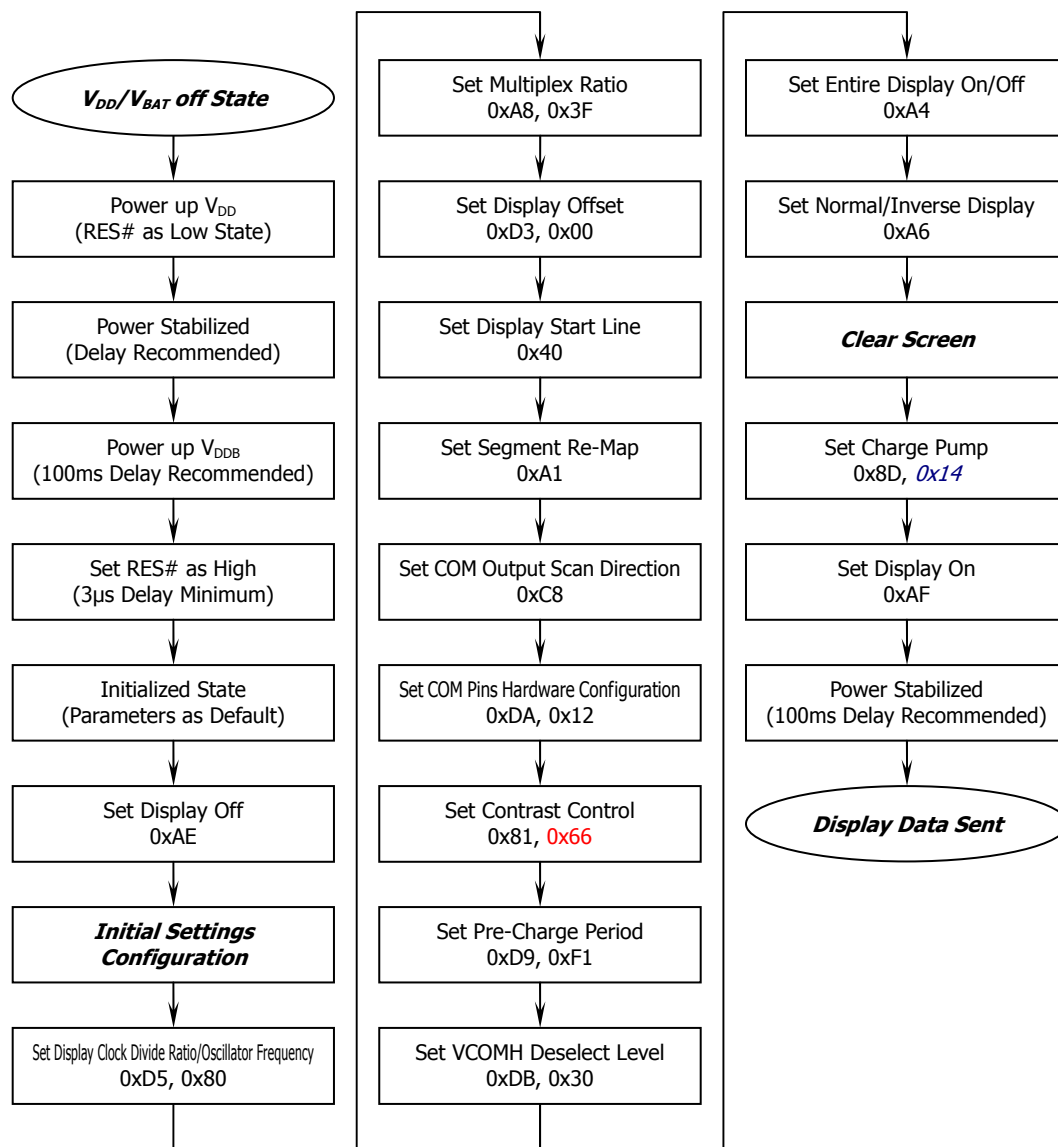 V_DD/V_BAT off State
Power up V_DD
(RES# as Low State)
Power Stabilized
(Delay Recommended)
Power up V_DDB
(100ms Delay Recommended)
Set RES# as High
(3μs Delay Minimum)
Initialized State
(Parameters as Default)
Set Display Off
0xAE
Initial Settings
Configuration
Set Display Clock Divide Ratio/Oscillator Frequency
0xD5, 0x80
Set Multiplex Ratio
0xA8, 0x3F
Set Display Offset
0xD3, 0x00
Set Display Start Line
0x40
Set Segment Re-Map
0xA1
Set COM Output Scan Direction
0xC8
Set COM Pins Hardware Configuration
0xDA, 0x12
Set Contrast Control
0x81, 0x66
Set Pre-Charge Period
0xD9, 0xF1
Set VCOMH Deselect Level
0xDB, 0x30
Set Entire Display On/Off
0xA4
Set Normal/Inverse Display
0xA6
Clear Screen
Set Charge Pump
0x8D, 0x14
Set Display On
0xAF
Power Stabilized
(100ms Delay Recommended)
Display Data Sent